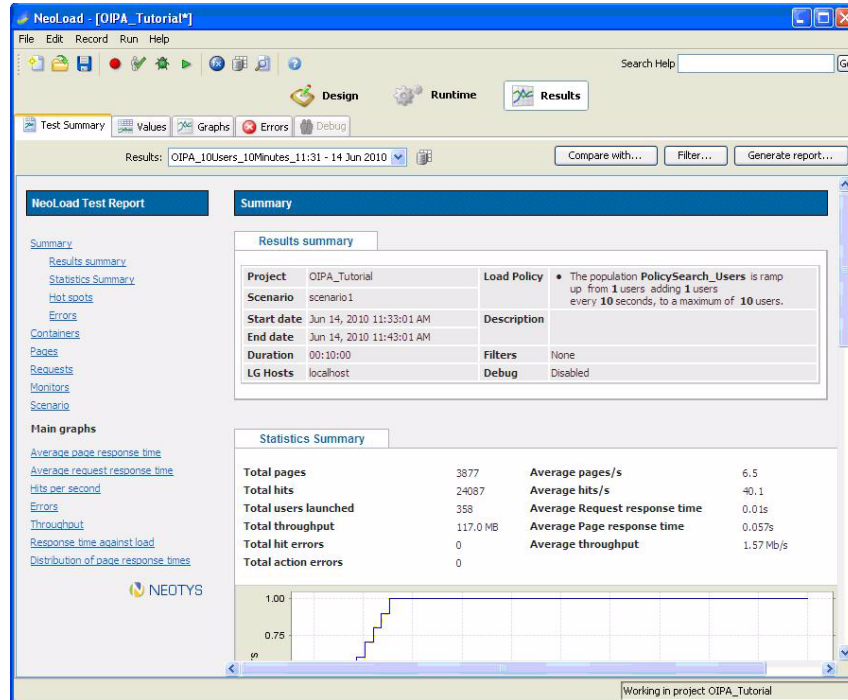 NeoLoad - [OIPA_Tutorial*]
File Edit Record Run Help
Search Help
Design Runtime Results
Test Summary Values Graphs Errors Debug
Results: OIPA_10Users_10Minutes_11:31 - 14 Jun 2010 Compare with... Filter... Generate report...
NeoLoad Test Report
Summary
Results summary
Statistics Summary
Hot spots
Errors
Containers
Pages
Requests
Monitors
Scenario
Main graphs
Average page response time
Average request response time
Hits per second
Errors
Throughput
Response time against load
Distribution of page response times
NEOTYS
Summary
Results summary
Project OIPA_Tutorial Load Policy • The population PolicySearch_Users is ramp
up from 1 users adding 1 users
every 10 seconds, to a maximum of 10 users.
Scenario scenario1
Start date Jun 14, 2010 11:33:01 AM Description
End date Jun 14, 2010 11:43:01 AM
Duration 00:10:00 Filters None
LG Hosts localhost Debug Disabled
Statistics Summary
Total pages 3877 Average pages/s 6.5
Total hits 24087 Average hits/s 40.1
Total users launched 358 Average Request response time 0.01s
Total throughput 117.0 MB Average Page response time 0.057s
Total hit errors 0 Average throughput 1.57 Mb/s
Total action errors 0
1.00
0.75
Working in project OIPA_Tutorial